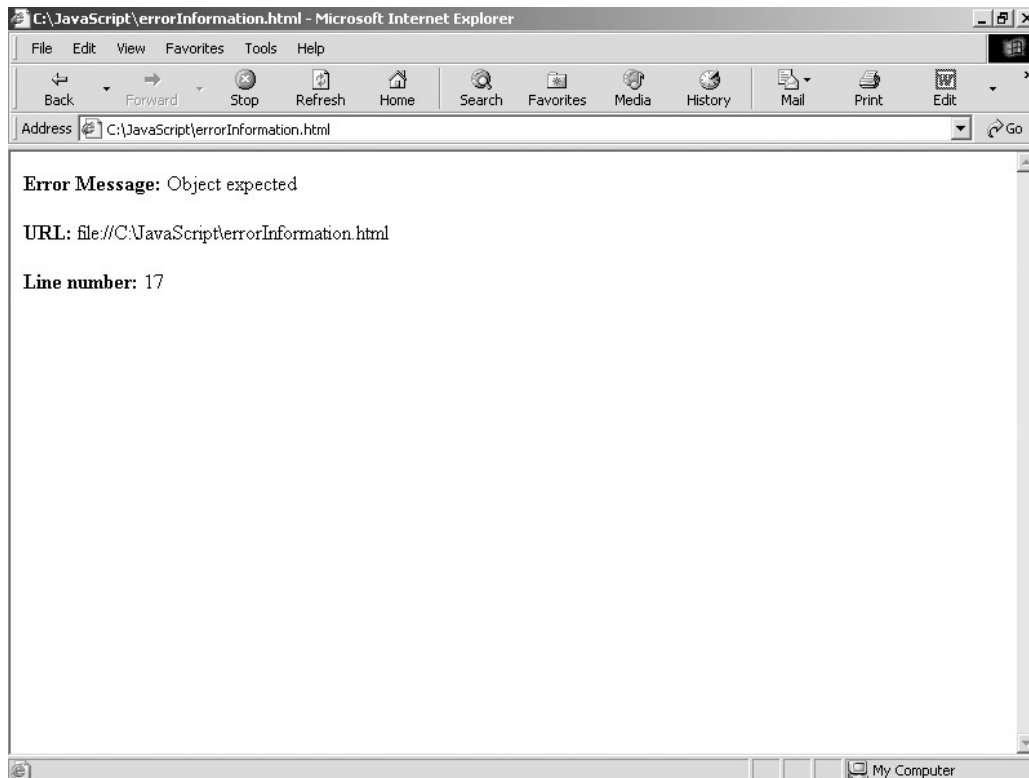 C:\JavaScript\errorInformation.html - Microsoft Internet Explorer
File Edit View Favorites Tools Help
Back Forward Stop Refresh Home Search Favorites Media History Mail Print Edit
Address C:\JavaScript\errorInformation.html Go
Error Message: Object expected
URL: file://C:\JavaScript\errorInformation.html
Line number: 17
My Computer